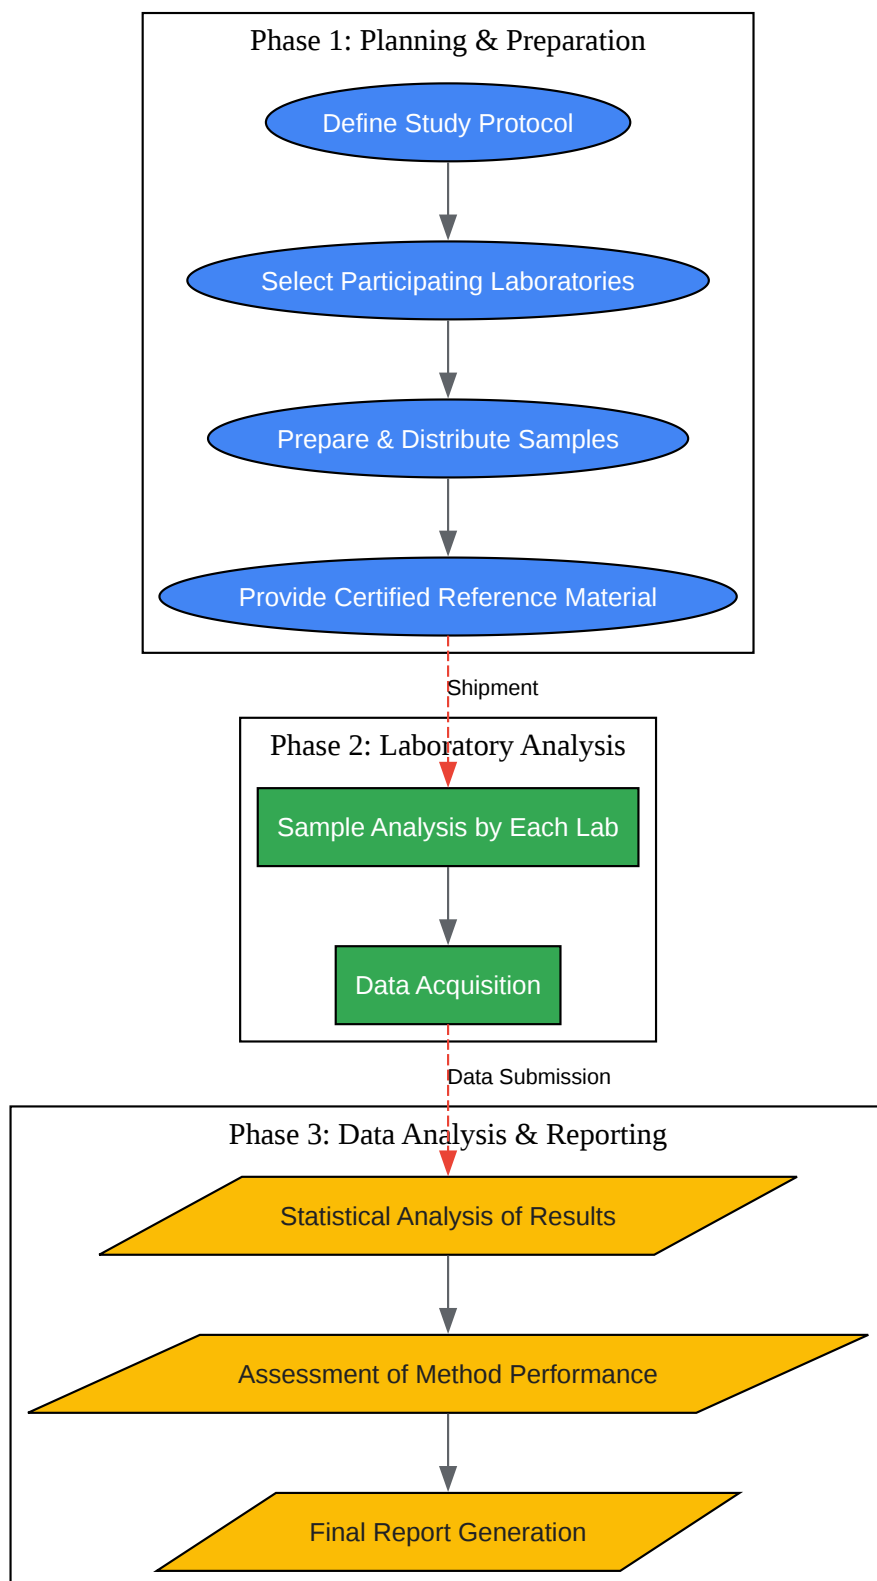 Phase 1: Planning & Preparation
Define Study Protocol
Select Participating Laboratories
Prepare & Distribute Samples
Provide Certified Reference Material
Shipment
Phase 2: Laboratory Analysis
Sample Analysis by Each Lab
Data Acquisition
Data Submission
Phase 3: Data Analysis & Reporting
Statistical Analysis of Results
Assessment of Method Performance
Final Report Generation